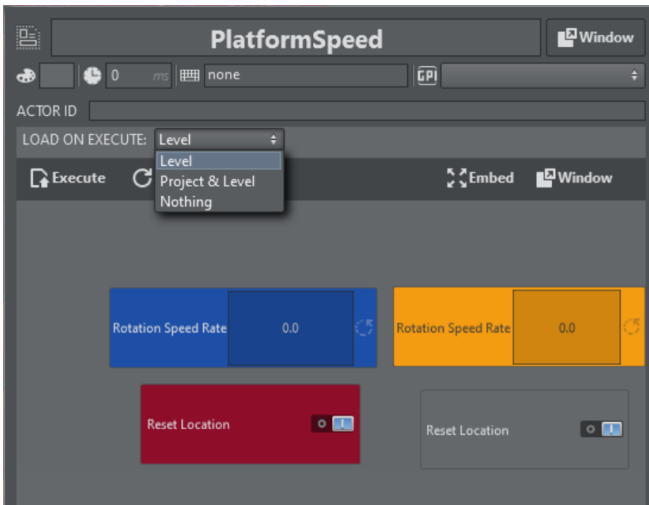 PlatformSpeed
Window
0 ms none GPI
ACTOR ID
LOAD ON EXECUTE: Level
Level
Project & Level
Nothing
Execute
Embed Window
Rotation Speed Rate 0.0
Rotation Speed Rate 0.0
Reset Location
Reset Location